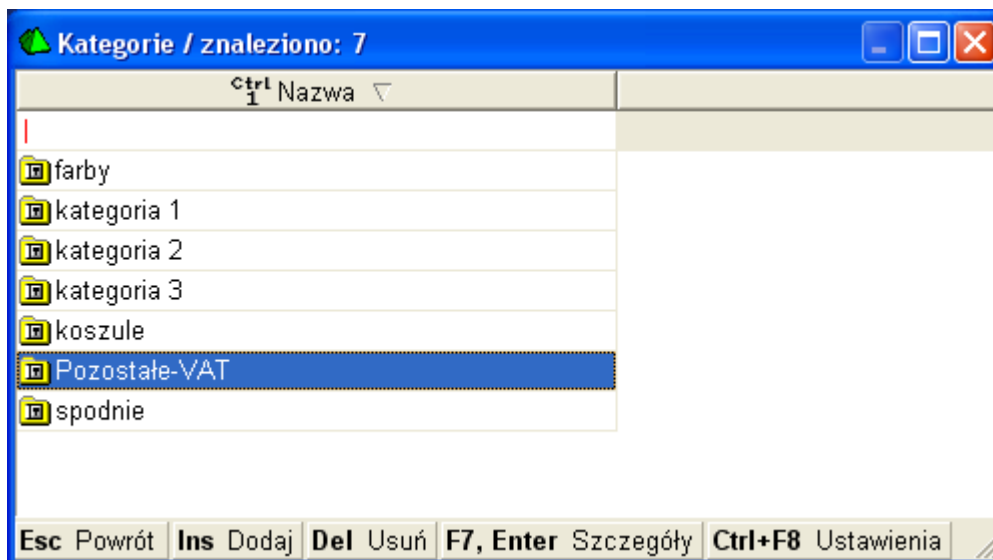 Kategorie / znaleziono: 7
Ctrl 1 Nazwa
farby
kategoria 1
kategoria 2
kategoria 3
koszule
Pozostałe-VAT
spodnie
Esc Powrót Ins Dodaj Del Usuń F7, Enter Szczegóły Ctrl+F8 Ustawienia